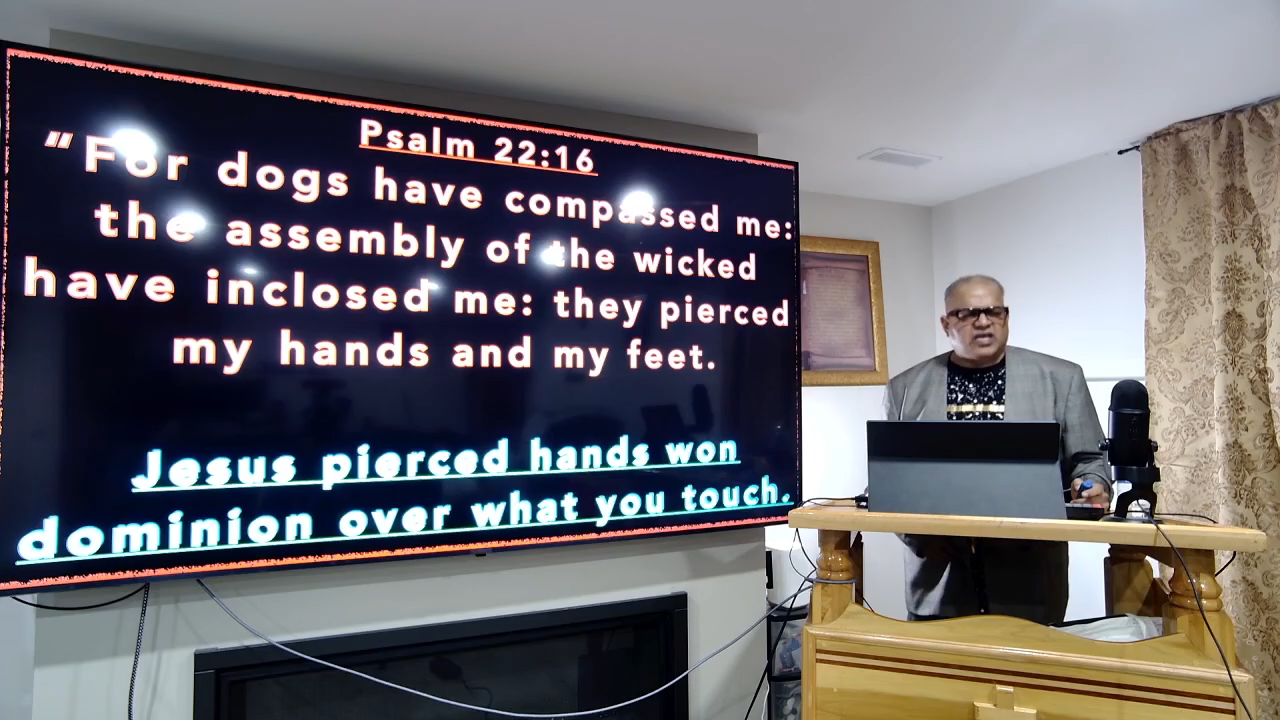 Psalm 22:16
“For dogs have compassed me:
the assembly of the wicked
have inclosed me: they pierced
my hands and my feet.
Jesus pierced hands won
dominion over what you touch.